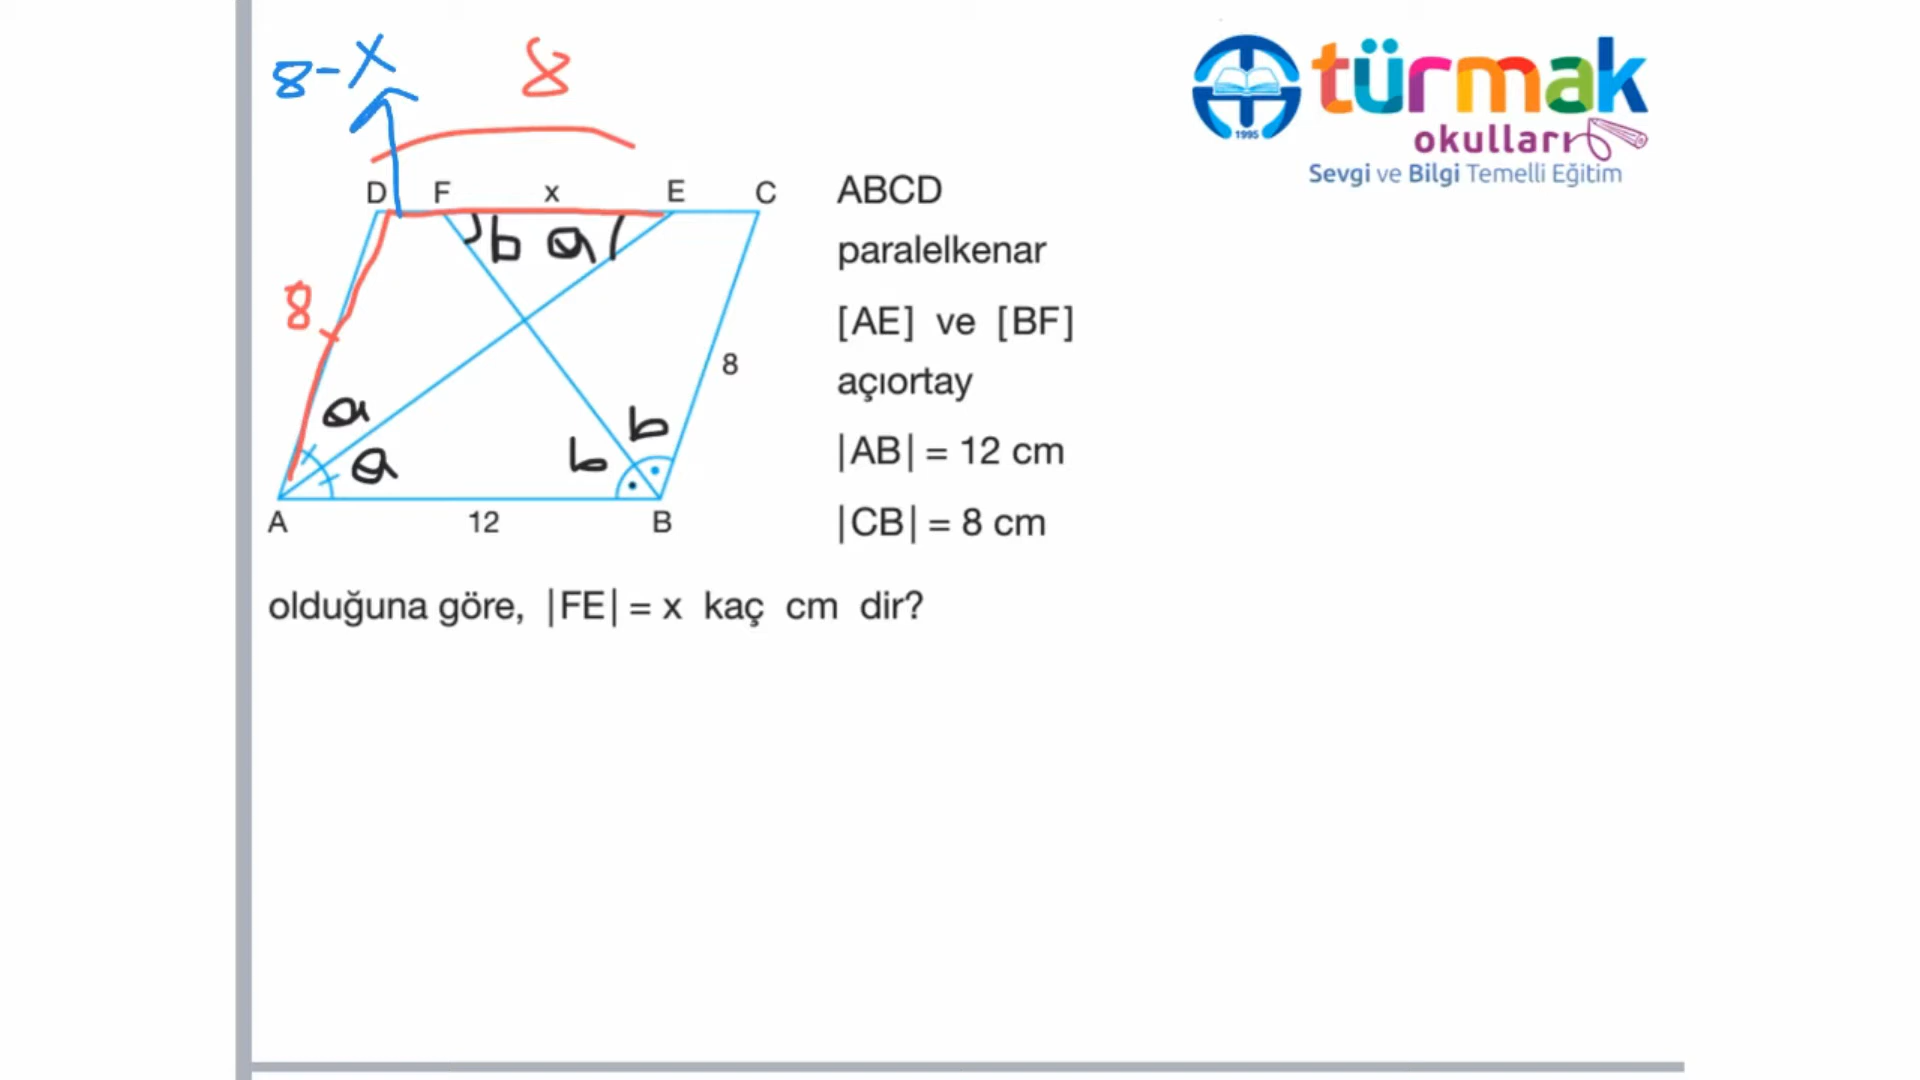 8-x
8
türmak
1995
okulları
Sevgi ve Bilgi Temelli Eğitim
D F x E C
b a
8
8
a
a
b
b
A 12 B
ABCD
paralelkenar
[AE] ve [BF]
açıortay
|AB| = 12 cm
|CB| = 8 cm
olduğuna göre, |FE| = x kaç cm dir?